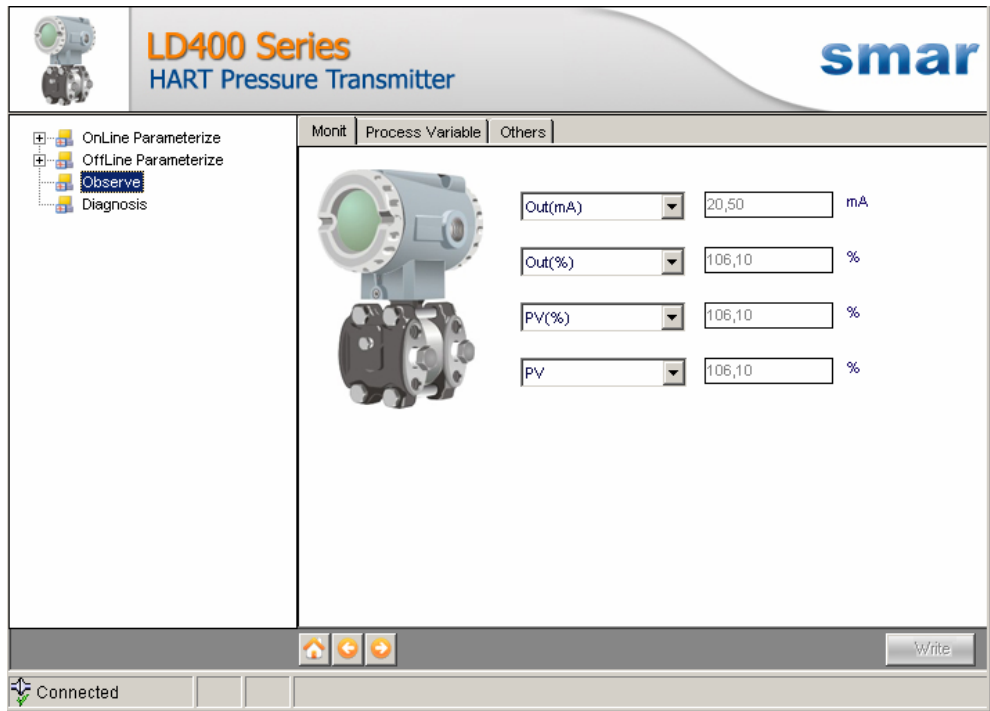 LD400 Series
HART Pressure Transmitter
smar
OnLine Parameterize
OffLine Parameterize
Observe
Diagnosis
Monit Process Variable Others
Out(mA) 20,50 mA
Out(%) 106,10 %
PV(%) 106,10 %
PV 106,10 %
Write
Connected